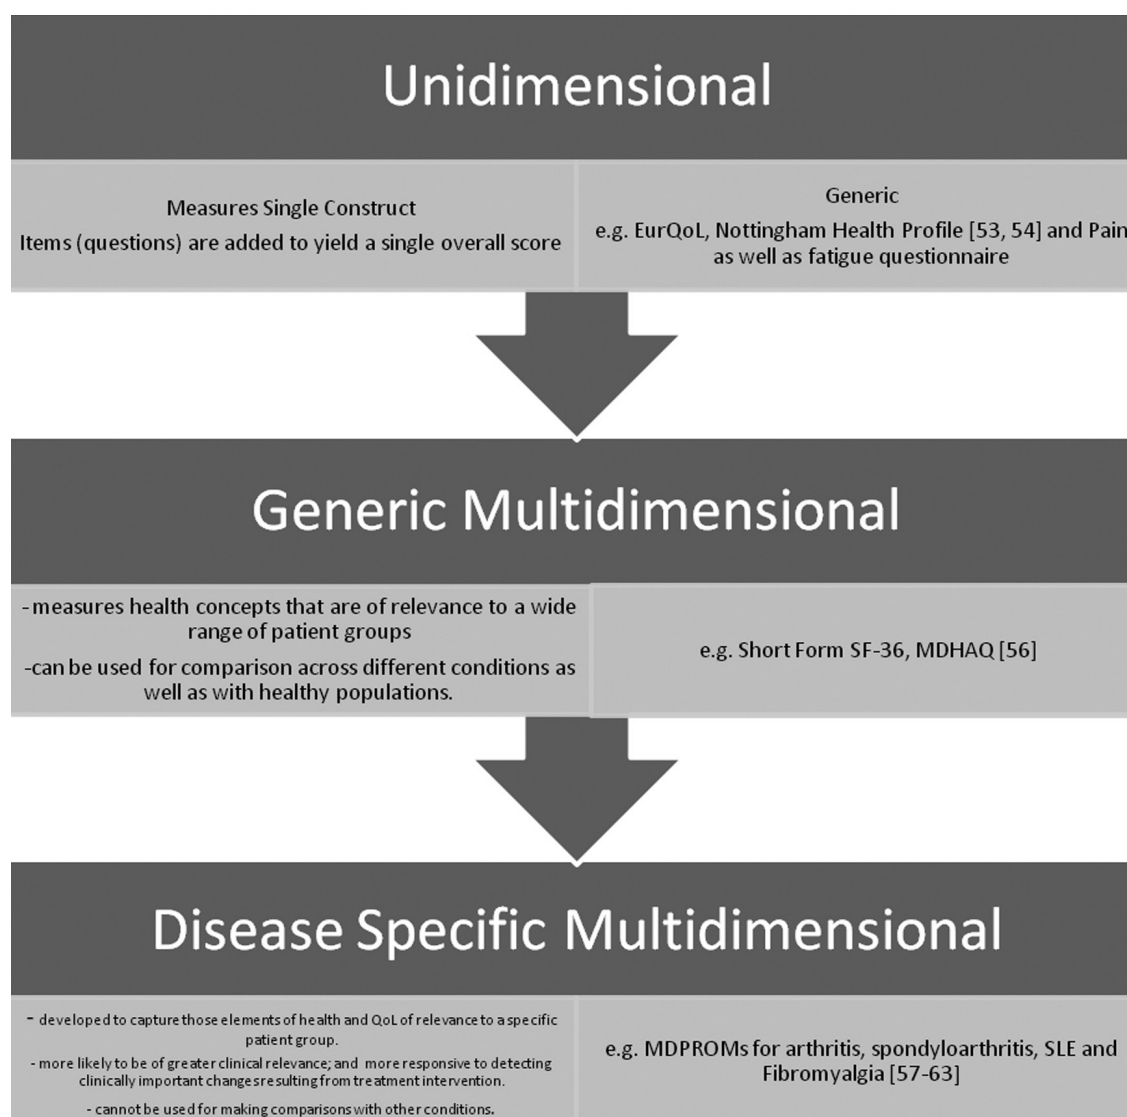 Unidimensional
Measures Single Construct
Items (questions) are added to yield a single overall score
Generic
e.g. EurQoL, Nottingham Health Profile [53, 54] and Pain
as well as fatigue questionnaire
Generic Multidimensional
- measures health concepts that are of relevance to a wide
range of patient groups
-can be used for comparison across different conditions as
well as with healthy populations.
e.g. Short Form SF-36, MDHAQ [56]
Disease Specific Multidimensional
- developed to capture those elements of health and QoL of relevance to a specific
patient group.
- more likely to be of greater clinical relevance; and more responsive to detecting
clinically important changes resulting from treatment intervention.
- cannot be used for making comparisons with other conditions.
e.g. MDPROMs for arthritis, spondyloarthritis, SLE and
Fibromyalgia [57-63]